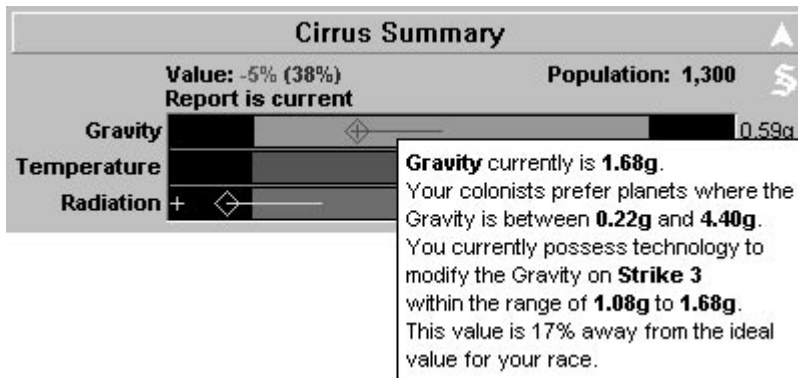 Cirrus Summary
Value: -5% (38%) Population: 1,300
Report is current
Gravity 0.59g
Temperature
Radiation
Gravity currently is 1.68g.
Your colonists prefer planets where the
Gravity is between 0.22g and 4.40g.
You currently possess technology to
modify the Gravity on Strike 3
within the range of 1.08g to 1.68g.
This value is 17% away from the ideal
value for your race.